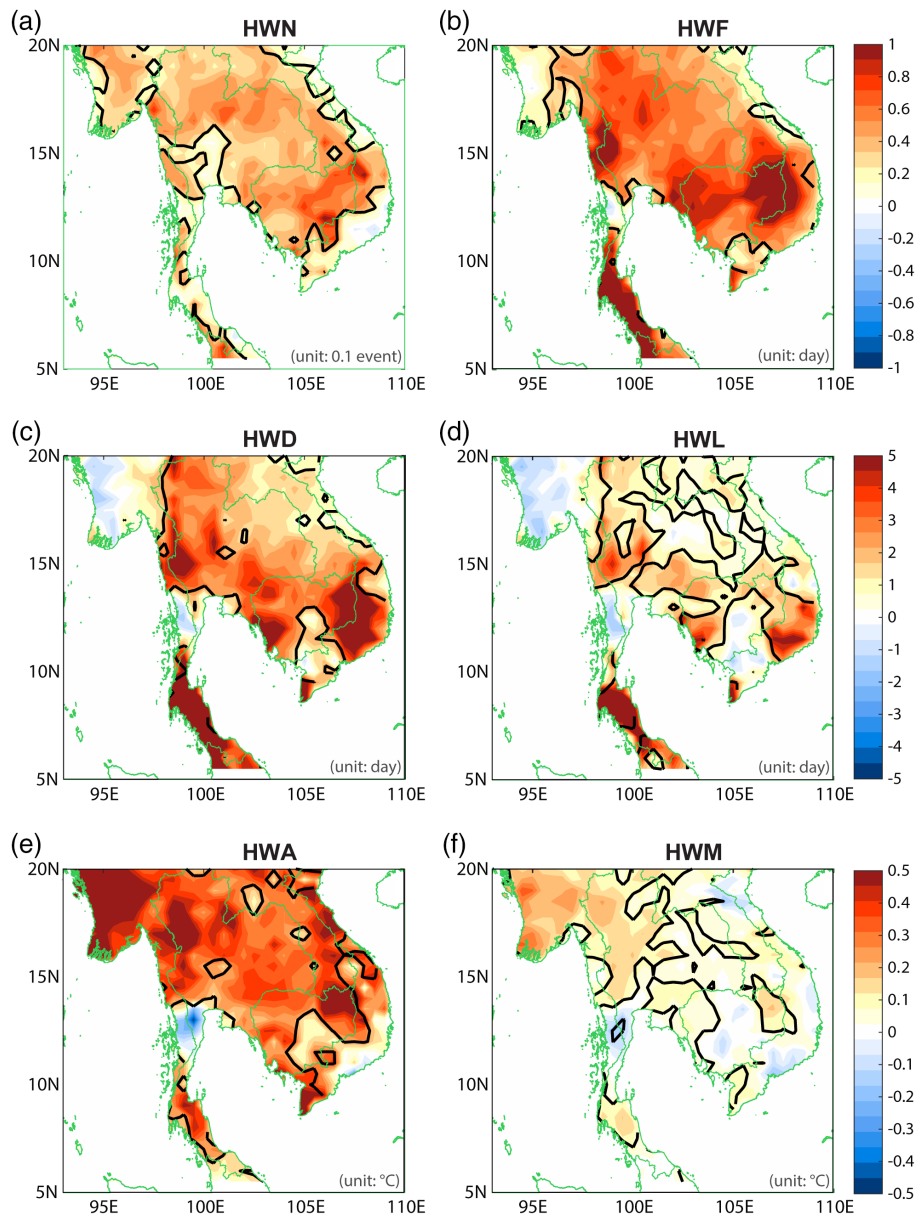 (a) HWN
(b) HWF
20N
15N
10N
5N
95E 100E 105E 110E
(unit: 0.1 event)
20N
15N
10N
5N
95E 100E 105E 110E
(unit: day)
1
0.8
0.6
0.4
0.2
0
-0.2
-0.4
-0.6
-0.8
-1
(c) HWD
(d) HWL
20N
15N
10N
5N
95E 100E 105E 110E
(unit: day)
20N
15N
10N
5N
95E 100E 105E 110E
(unit: day)
5
4
3
2
1
0
-1
-2
-3
-4
-5
(e) HWA
(f) HWM
20N
15N
10N
5N
95E 100E 105E 110E
(unit: °C)
20N
15N
10N
5N
95E 100E 105E 110E
(unit: °C)
0.5
0.4
0.3
0.2
0.1
0
-0.1
-0.2
-0.3
-0.4
-0.5